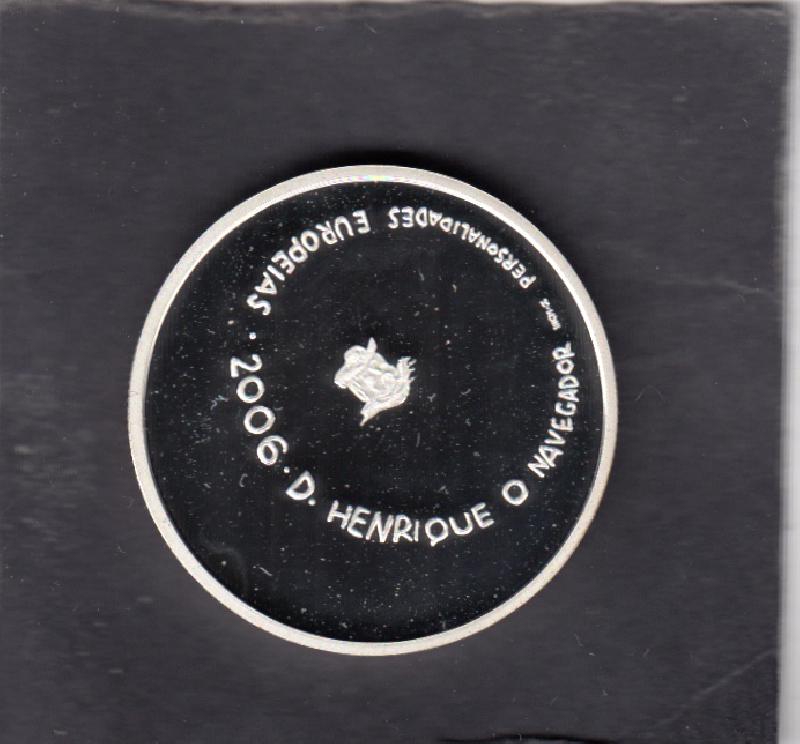 PERSONALIDADES EUROPEIAS · 2006 · D. HENRIQUE O NAVEGADOR